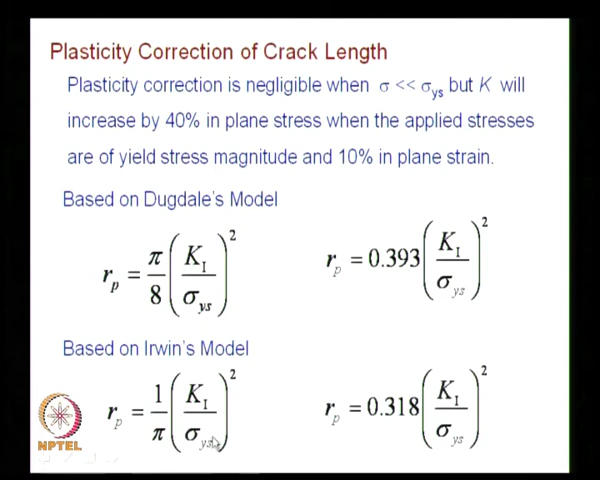 Plasticity Correction of Crack Length
Plasticity correction is negligible when σ << σys but K will
increase by 40% in plane stress when the applied stresses
are of yield stress magnitude and 10% in plane strain.
Based on Dugdale's Model
rp = π/8 (KI/σys)^2    rp = 0.393 (KI/σys)^2
Based on Irwin's Model
rp = 1/π (KI/σys)^2    rp = 0.318 (KI/σys)^2
NPTEL